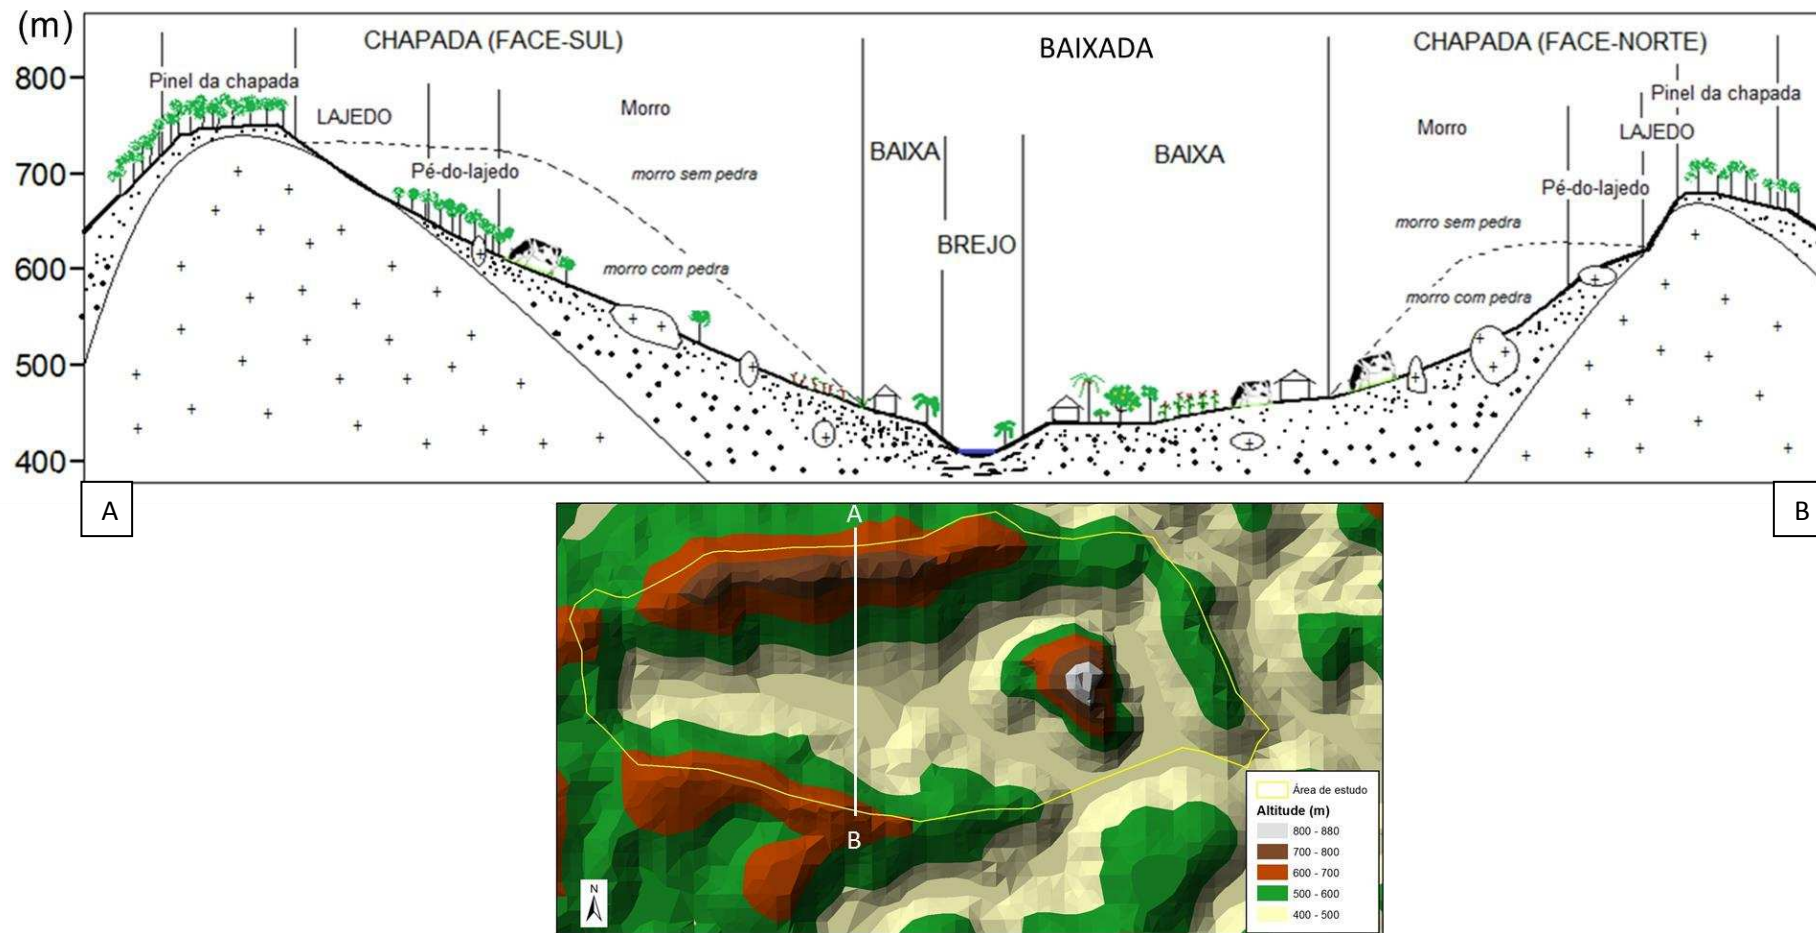 (m)
CHAPADA (FACE-SUL)
BAIXADA
CHAPADA (FACE-NORTE)
800
Pinel da chapada
Pinel da chapada
LAJEDO
Morro
Morro
LAJEDO
BAIXA
BAIXA
700
Pé-do-lajedo
morro sem pedra
Pé-do-lajedo
morro sem pedra
BREJO
600
morro com pedra
morro com pedra
500
400
A
B
A
B
N
Área de estudo
Altitude (m)
800 - 880
700 - 800
600 - 700
500 - 600
400 - 500